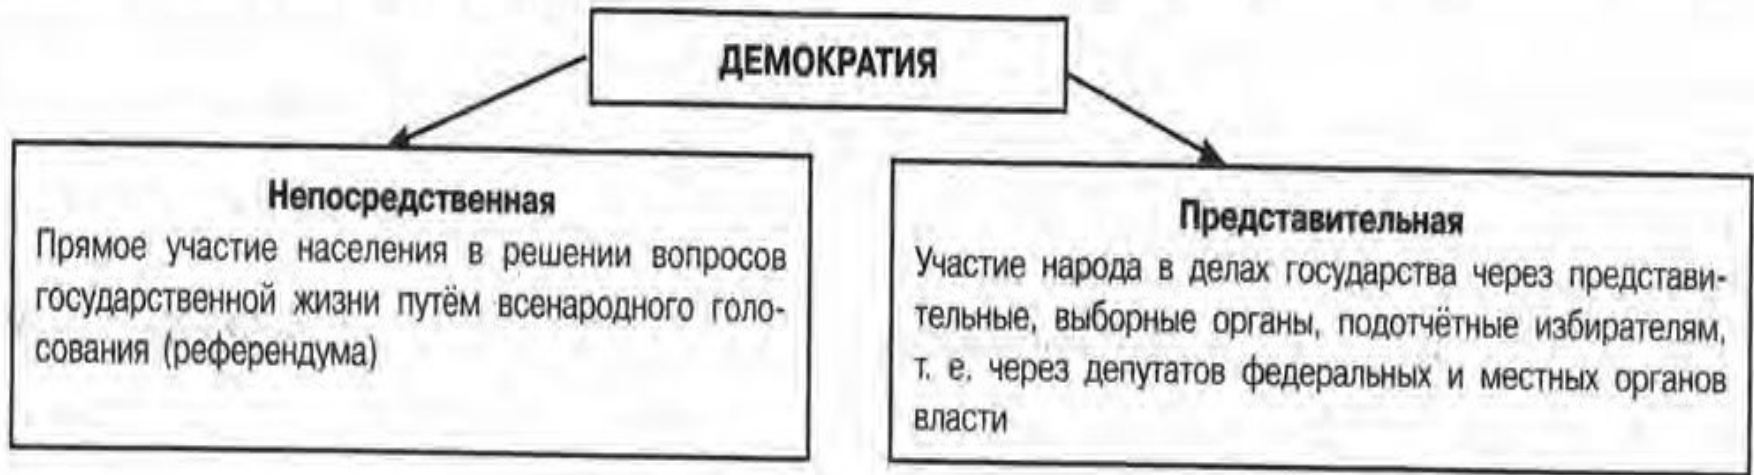 ДЕМОКРАТИЯ
Непосредственная
Прямое участие населения в решении вопросов
государственной жизни путём всенародного голо-
сования (референдума)
Представительная
Участие народа в делах государства через представи-
тельные, выборные органы, подотчётные избирателям,
т. е. через депутатов федеральных и местных органов
власти